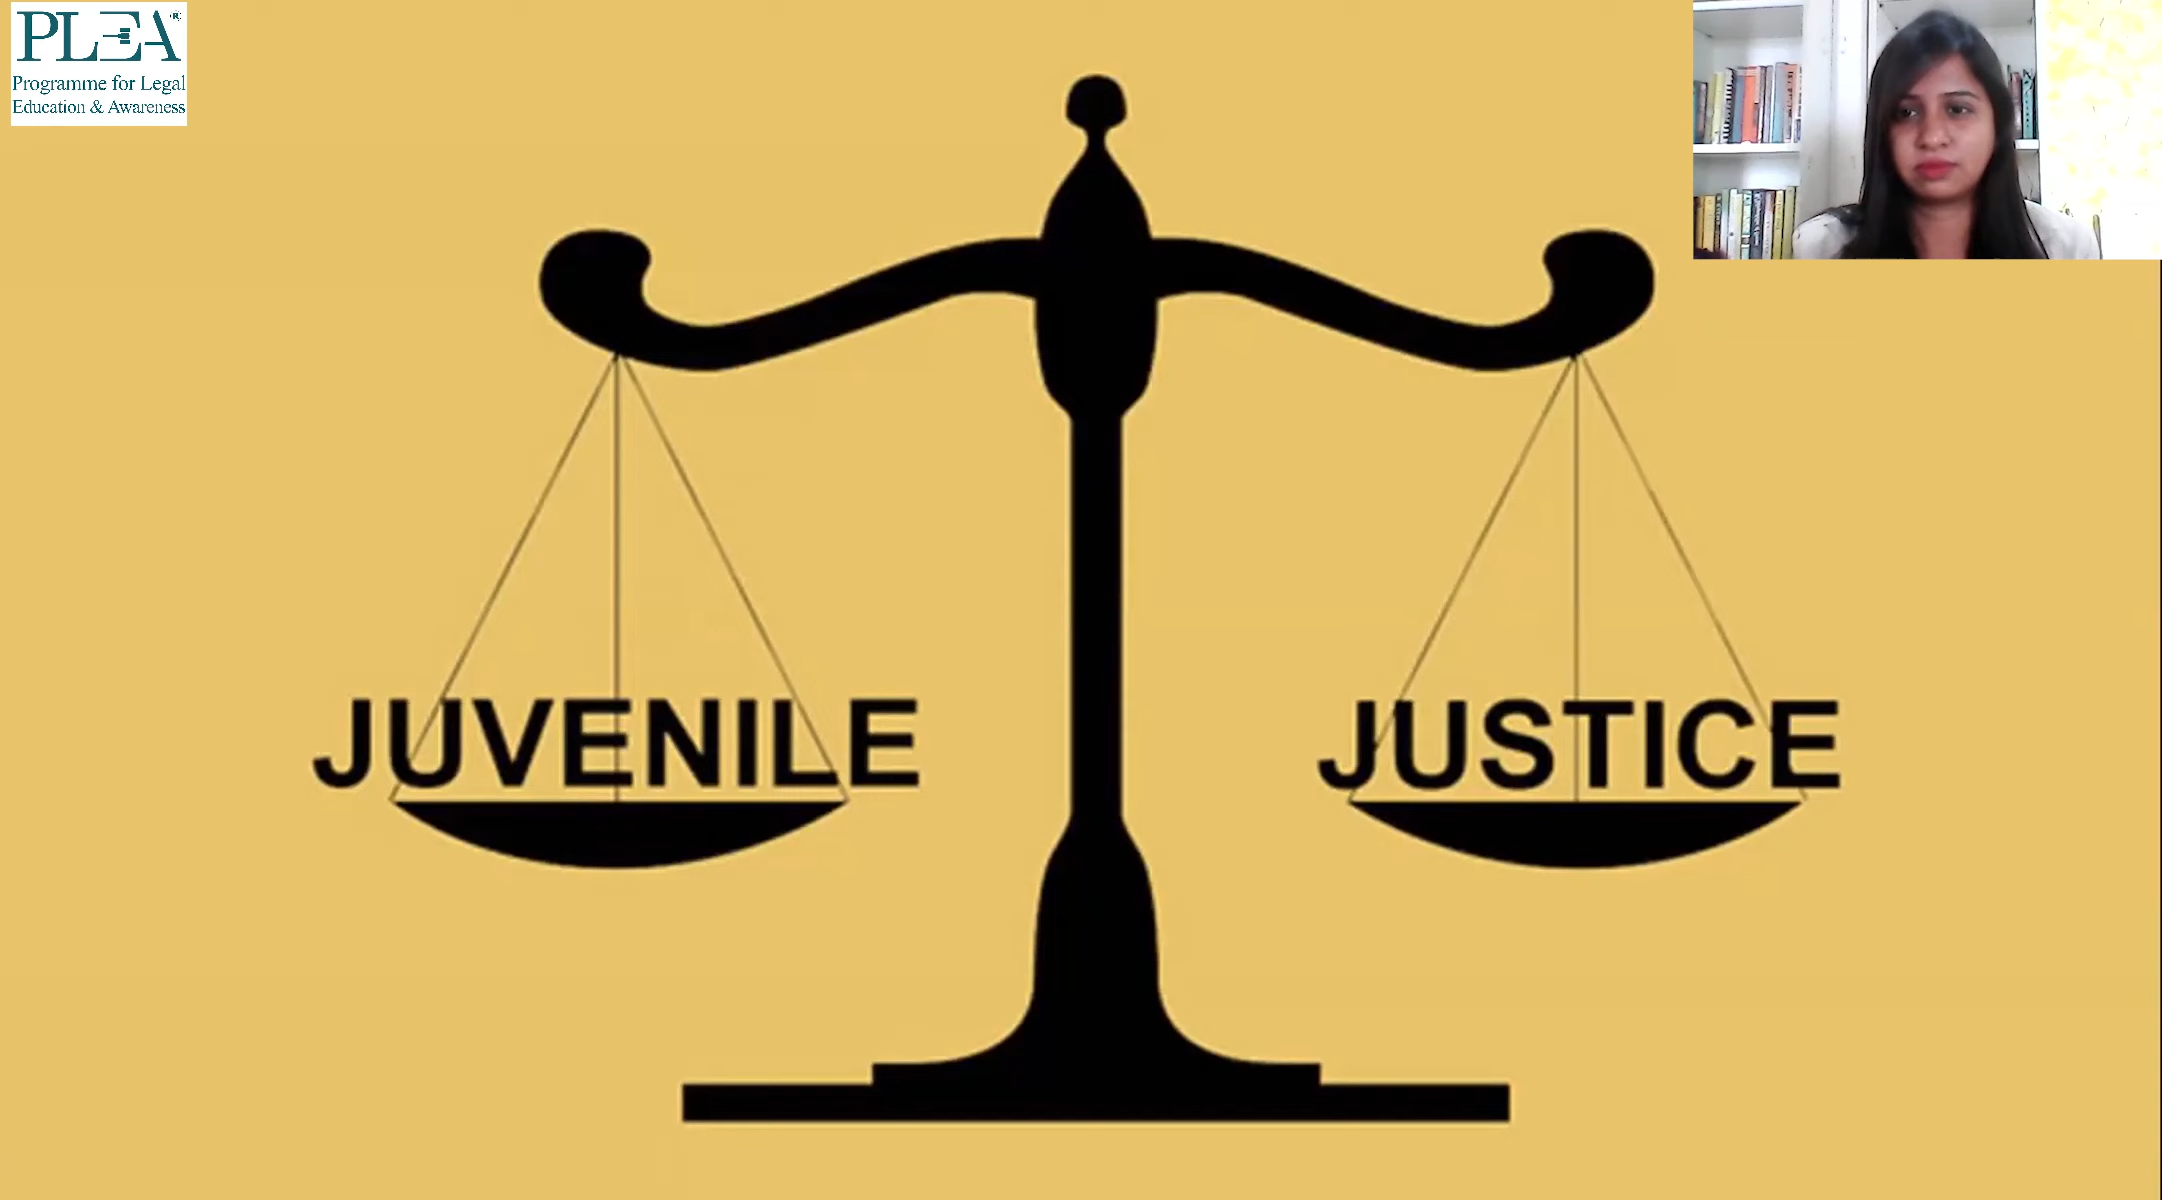 PLEA®
Programme for Legal
Education & Awareness
JUVENILE
JUSTICE